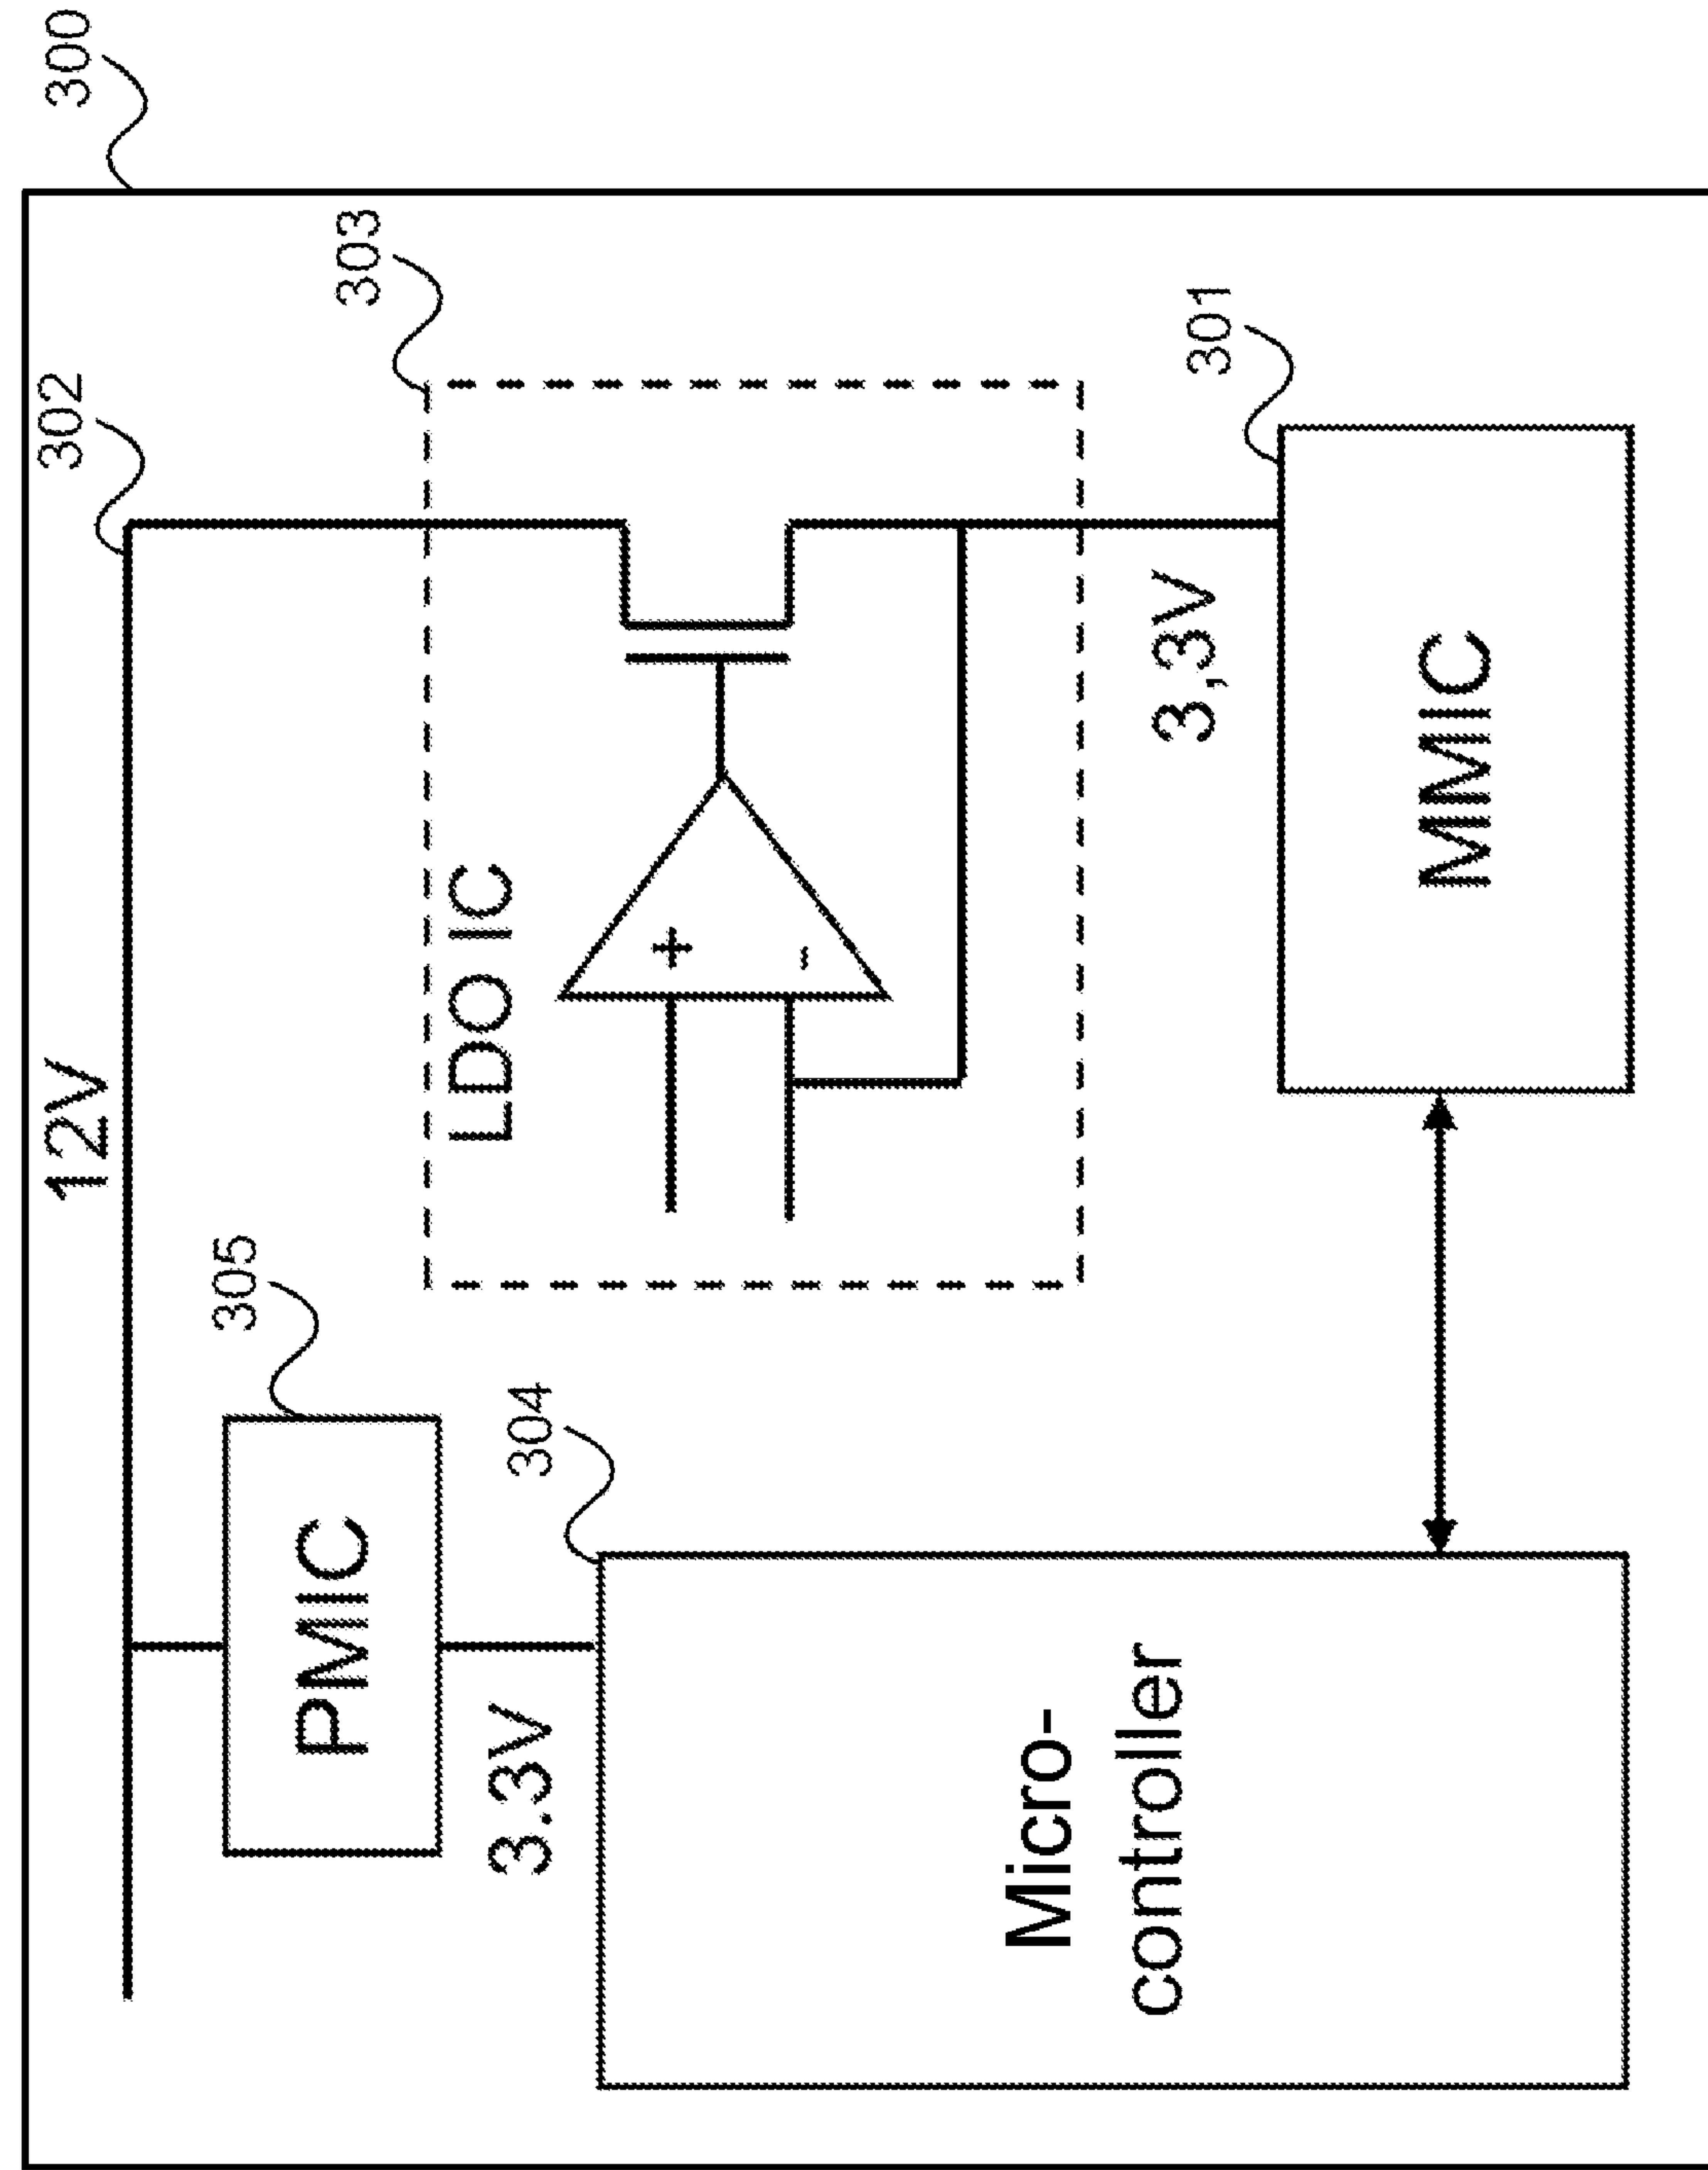 300
302
12V
303
305
PMIC
LDO IC
+
-
304
3.3V
3,3V
301
Micro-
controller
MMIC